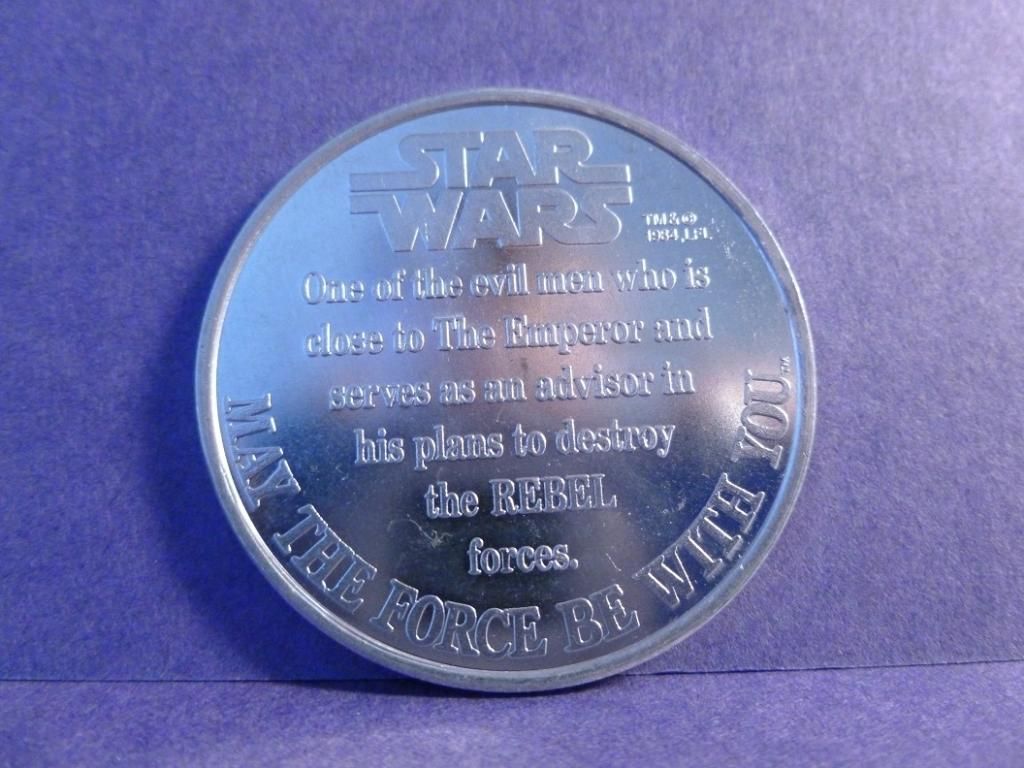 STAR
WARS
TM & ©
1984, LFL
One of the evil men who is
close to The Emperor and
serves as an advisor in
his plans to destroy
the REBEL
forces.
MAY THE FORCE BE WITH YOU™